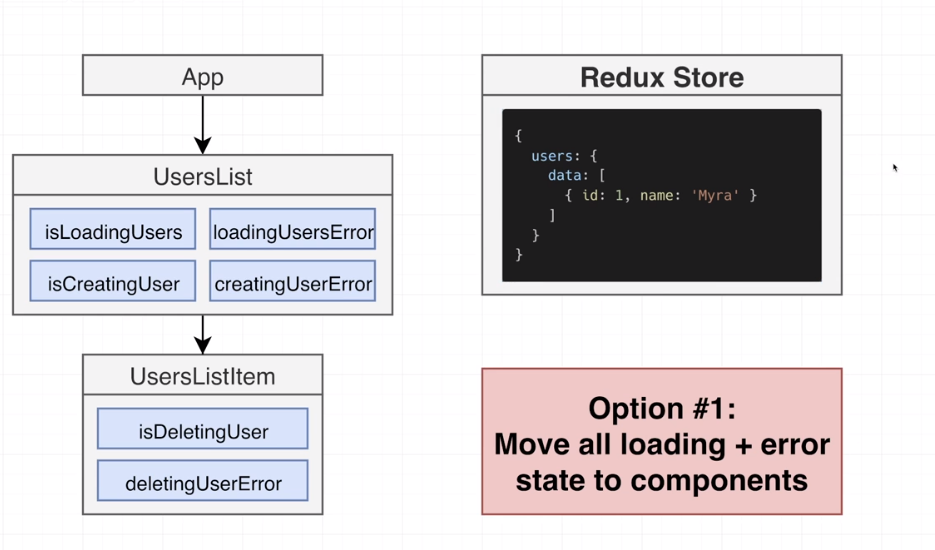 App
UsersList
isLoadingUsers
loadingUsersError
isCreatingUser
creatingUserError
UsersListItem
isDeletingUser
deletingUserError
Redux Store
{
users: {
data: [
{ id: 1, name: 'Myra' }
]
}
}
Option #1:
Move all loading + error
state to components